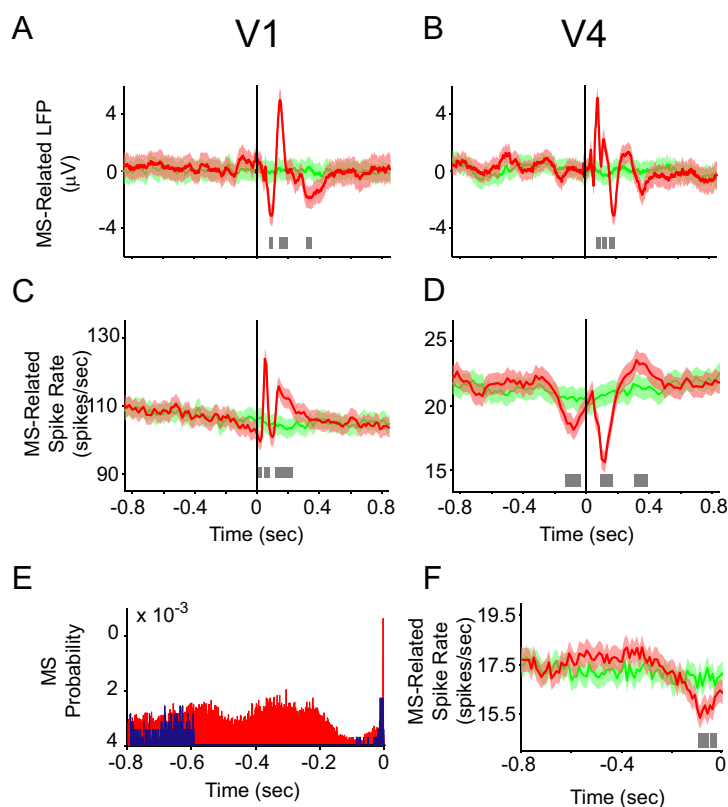 A
V1
B
V4
MS-Related LFP
(µV)
4
0
-4
4
0
-4
C
D
MS-Related
Spike Rate
(spikes/sec)
130
110
90
-0.8
-0.4
0
0.4
0.8
Time (sec)
25
20
15
-0.8
-0.4
0
0.4
0.8
Time (sec)
E
x 10⁻³
MS
Probability
0
2
4
-0.8
-0.6
-0.4
-0.2
0
Time (sec)
F
MS-Related
Spike Rate
(spikes/sec)
19.5
17.5
15.5
-0.8
-0.4
0
Time (sec)